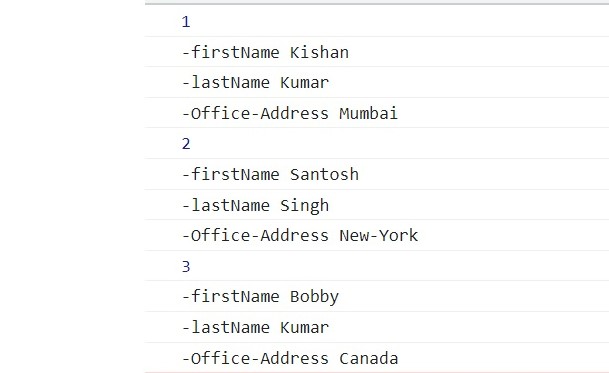 1
-firstName Kishan
-lastName Kumar
-Office-Address Mumbai
2
-firstName Santosh
-lastName Singh
-Office-Address New-York
3
-firstName Bobby
-lastName Kumar
-Office-Address Canada